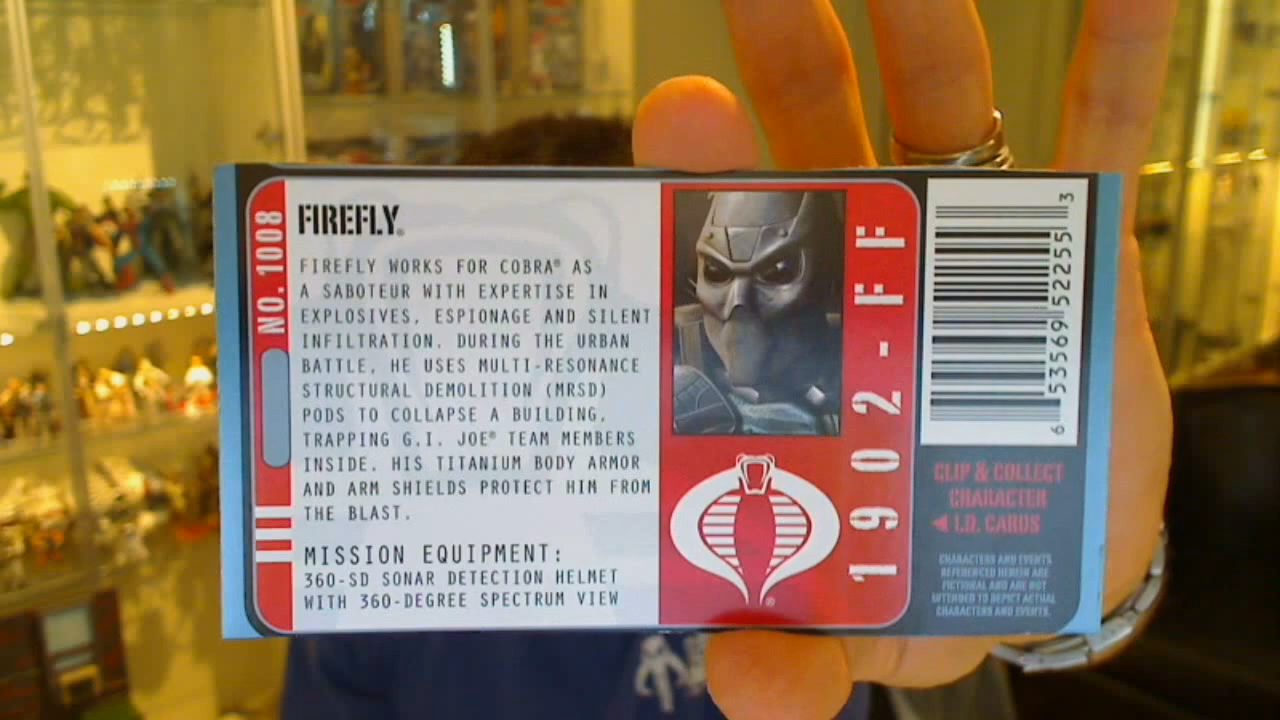 NO. 1008
FIREFLY®
FIREFLY WORKS FOR COBRA® AS
A SABOTEUR WITH EXPERTISE IN
EXPLOSIVES, ESPIONAGE AND SILENT
INFILTRATION. DURING THE URBAN
BATTLE, HE USES MULTI-RESONANCE
STRUCTURAL DEMOLITION (MRSD)
PODS TO COLLAPSE A BUILDING,
TRAPPING G.I. JOE® TEAM MEMBERS
INSIDE. HIS TITANIUM BODY ARMOR
AND ARM SHIELDS PROTECT HIM FROM
THE BLAST.
MISSION EQUIPMENT:
360-SD SONAR DETECTION HELMET
WITH 360-DEGREE SPECTRUM VIEW
®
1902-FF
6 53569 52255 3
CLIP & COLLECT
CHARACTER
◀ I.D. CARDS
CHARACTERS AND EVENTS
REFERENCED HEREIN ARE
FICTIONAL AND ARE NOT
INTENDED TO DEPICT ACTUAL
CHARACTERS AND EVENTS.